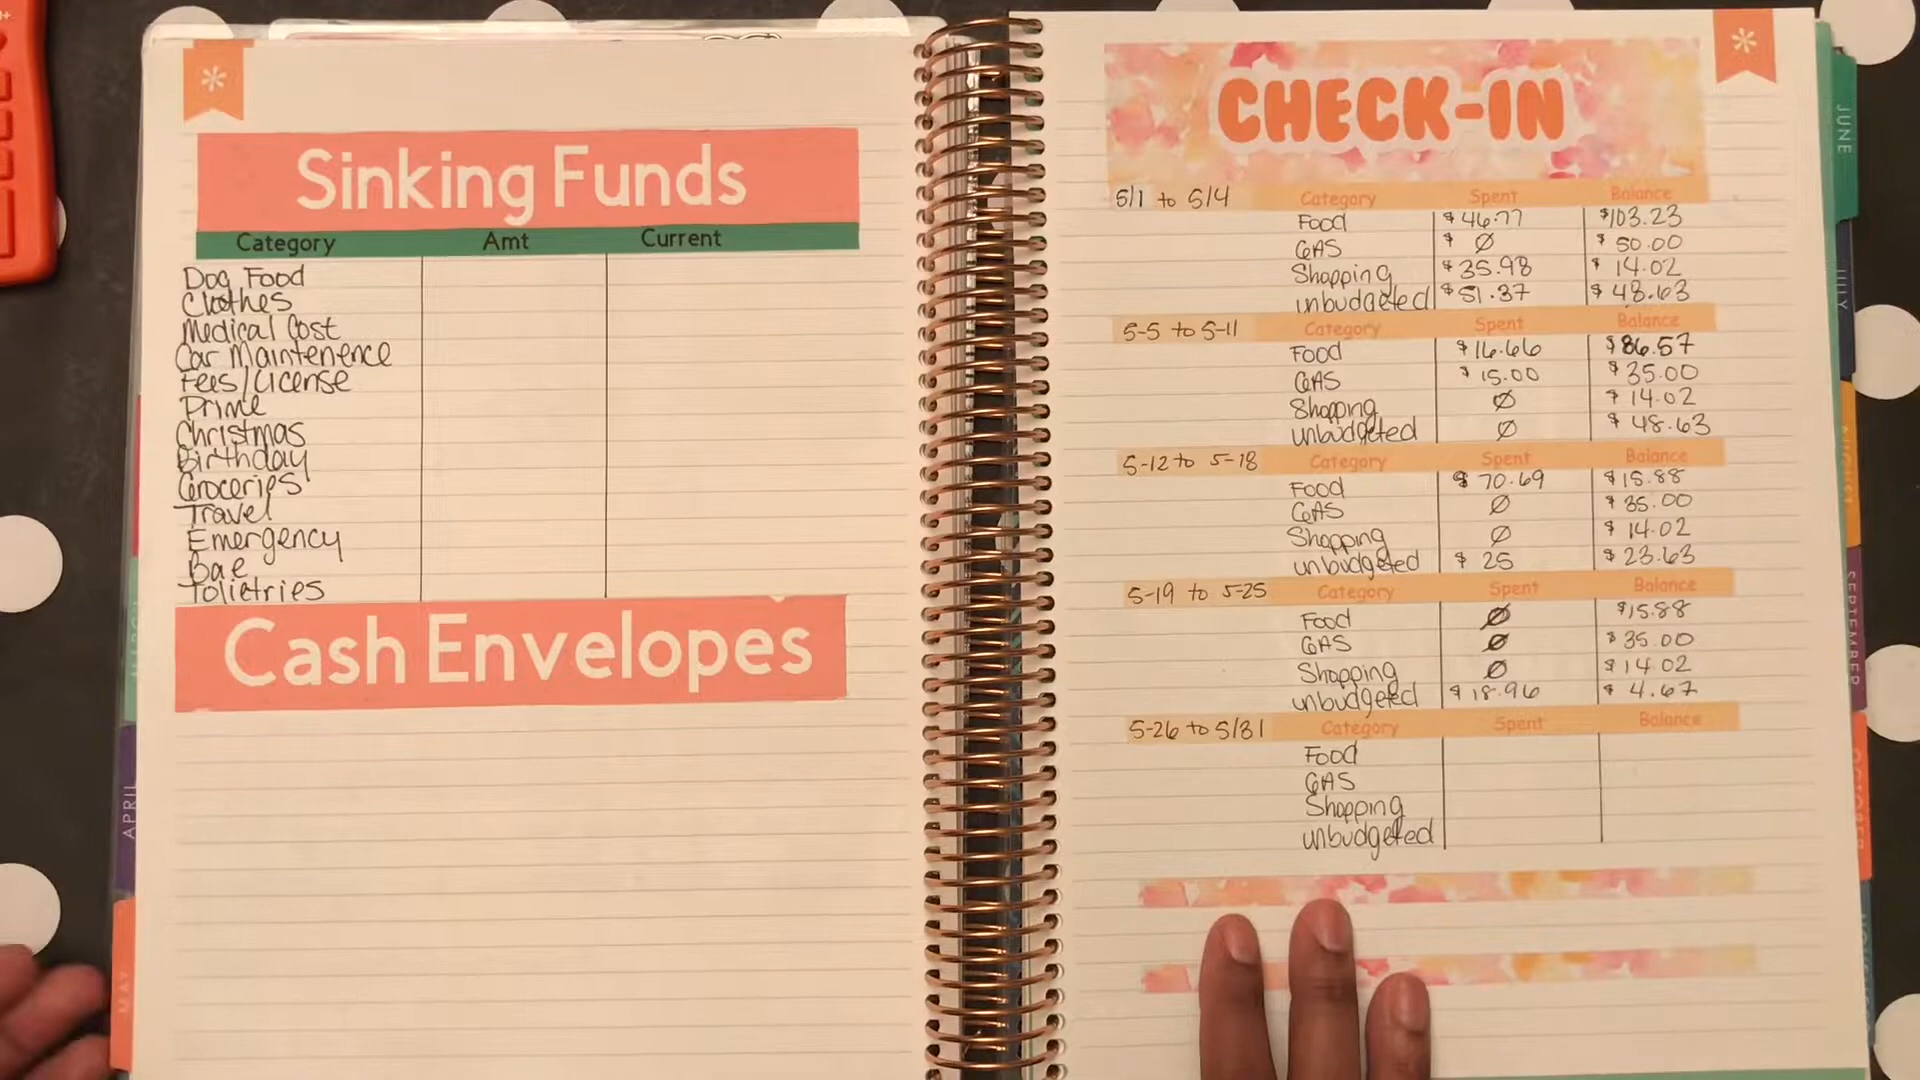 Sinking Funds
Category Amt Current
Dog Food
Clothes
Medical Cost
Car Maintenence
Fees/License
Prime
Christmas
Birthday
Groceries
Travel
Emergency
Bae
Tolietries
Cash Envelopes
APRIL
MAY
CHECK-IN
5/1 to 5/4 Category Spent Balance
Food $46.77 $103.23
GAS $ Ø $50.00
Shopping $35.98 $14.02
unbudgeted $51.37 $48.63
5-5 to 5-11 Category Spent Balance
Food $16.66 $86.57
GAS $15.00 $35.00
Shopping Ø $14.02
unbudgeted Ø $48.63
5-12 to 5-18 Category Spent Balance
Food $70.69 $15.88
GAS Ø $35.00
Shopping Ø $14.02
unbudgeted $25 $23.63
5-19 to 5-25 Category Spent Balance
Food Ø $15.88
GAS Ø $35.00
Shopping Ø $14.02
unbudgeted $18.96 $4.67
5-26 to 5/31 Category Spent Balance
Food
GAS
Shopping
unbudgeted
JUNE
JULY
SEPTEMBER
OCTOBER